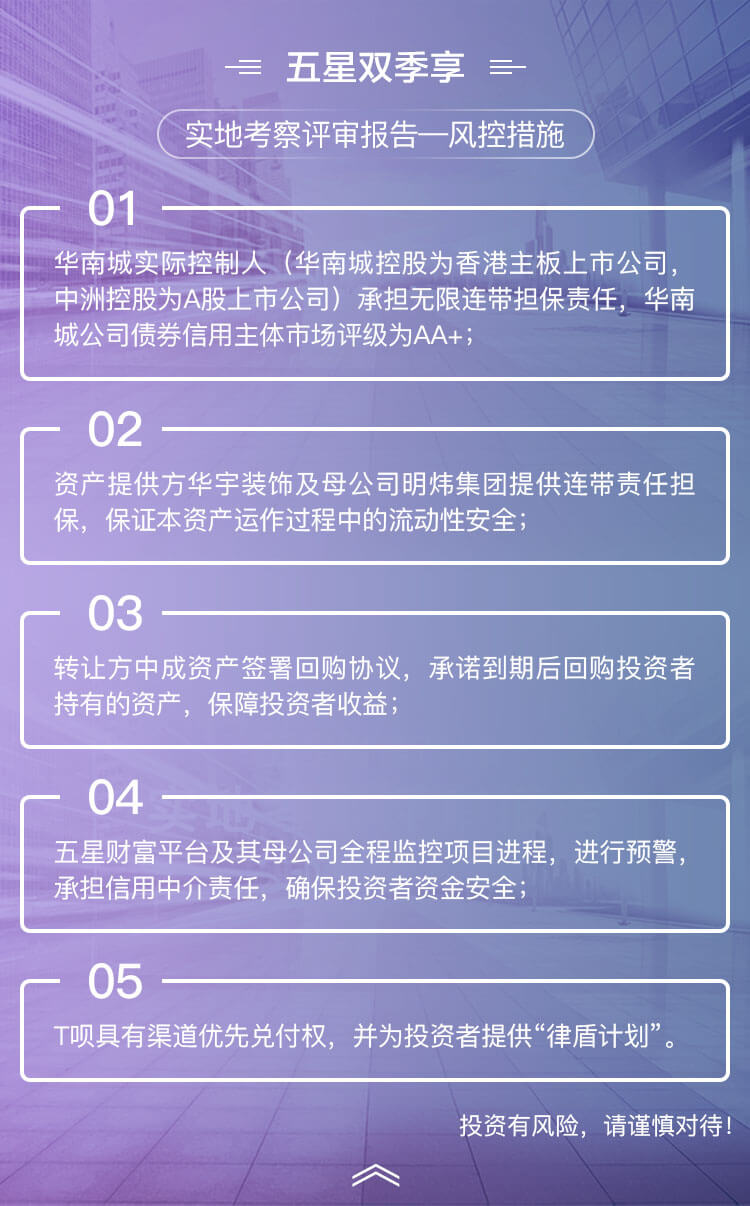 五星双季享
实地考察评审报告—风控措施
01
华南城实际控制人（华南城控股为香港主板上市公司，
中洲控股为A股上市公司）承担无限连带担保责任，华南
城公司债券信用主体市场评级为AA+；
02
资产提供方华宇装饰及母公司明炜集团提供连带责任担
保，保证本资产运作过程中的流动性安全；
03
转让方中成资产签署回购协议，承诺到期后回购投资者
持有的资产，保障投资者收益；
04
五星财富平台及其母公司全程监控项目进程，进行预警，
承担信用中介责任，确保投资者资金安全；
05
T呗具有渠道优先兑付权，并为投资者提供“律盾计划”。
投资有风险，请谨慎对待！